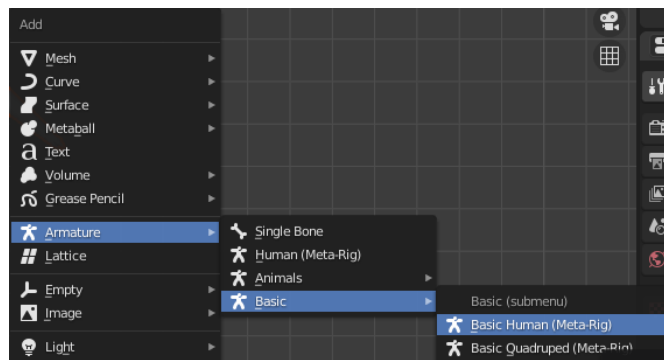 Add
Mesh
Curve
Surface
Metaball
Text
Volume
Grease Pencil
Armature
Lattice
Empty
Image
Light
Single Bone
Human (Meta-Rig)
Animals
Basic
Basic (submenu)
Basic Human (Meta-Rig)
Basic Quadruped (Meta-Rig)